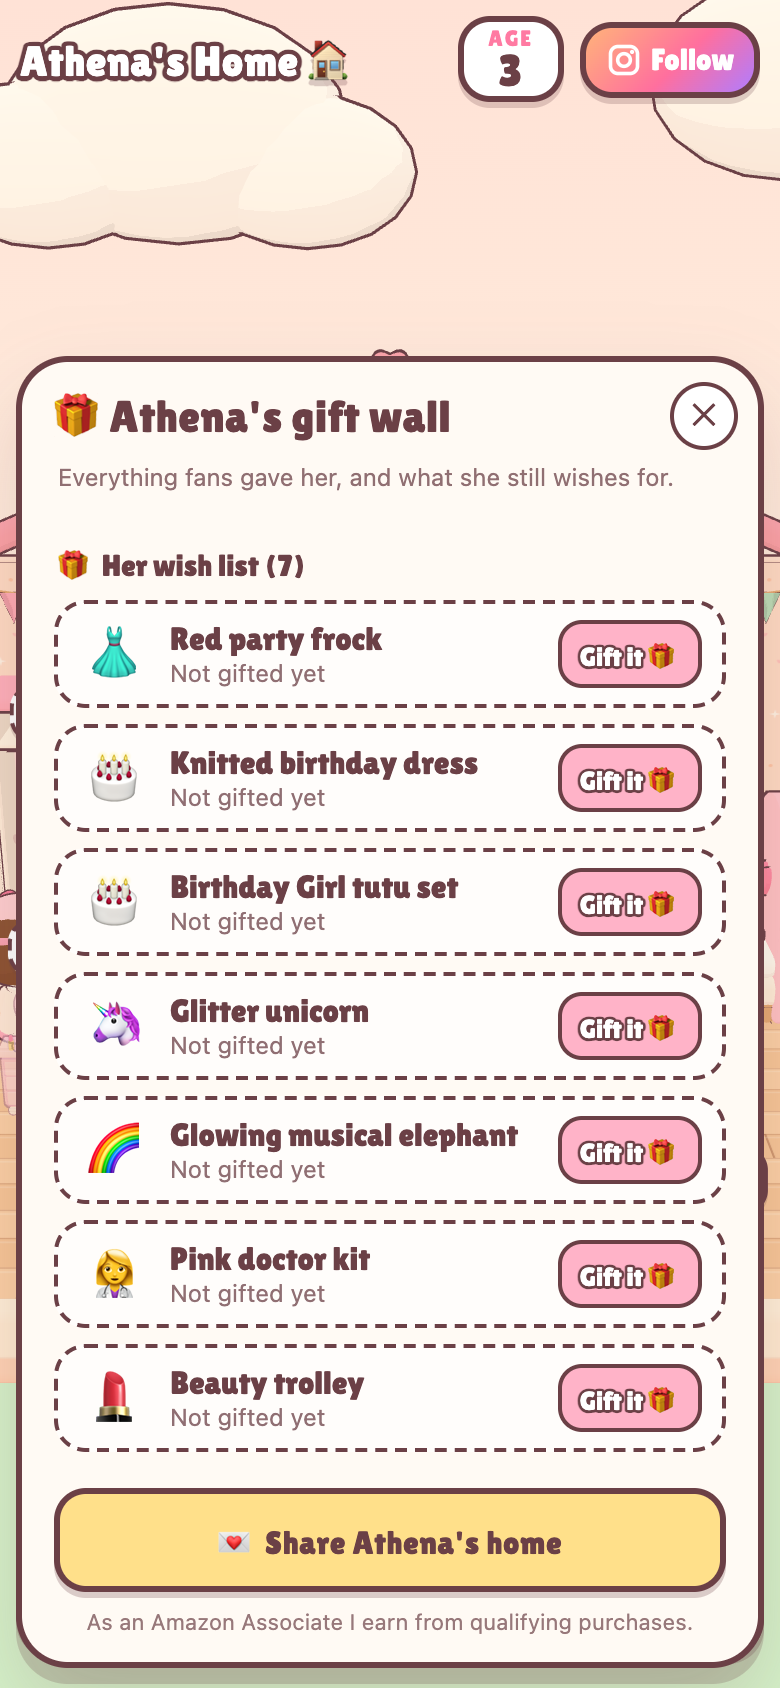 Athena's Home
AGE
3
Follow
Athena's gift wall
Everything fans gave her, and what she still wishes for.
Her wish list (7)
Red party frock
Not gifted yet
Gift it
Knitted birthday dress
Not gifted yet
Gift it
Birthday Girl tutu set
Not gifted yet
Gift it
Glitter unicorn
Not gifted yet
Gift it
Glowing musical elephant
Not gifted yet
Gift it
Pink doctor kit
Not gifted yet
Gift it
Beauty trolley
Not gifted yet
Gift it
Share Athena's home
As an Amazon Associate I earn from qualifying purchases.